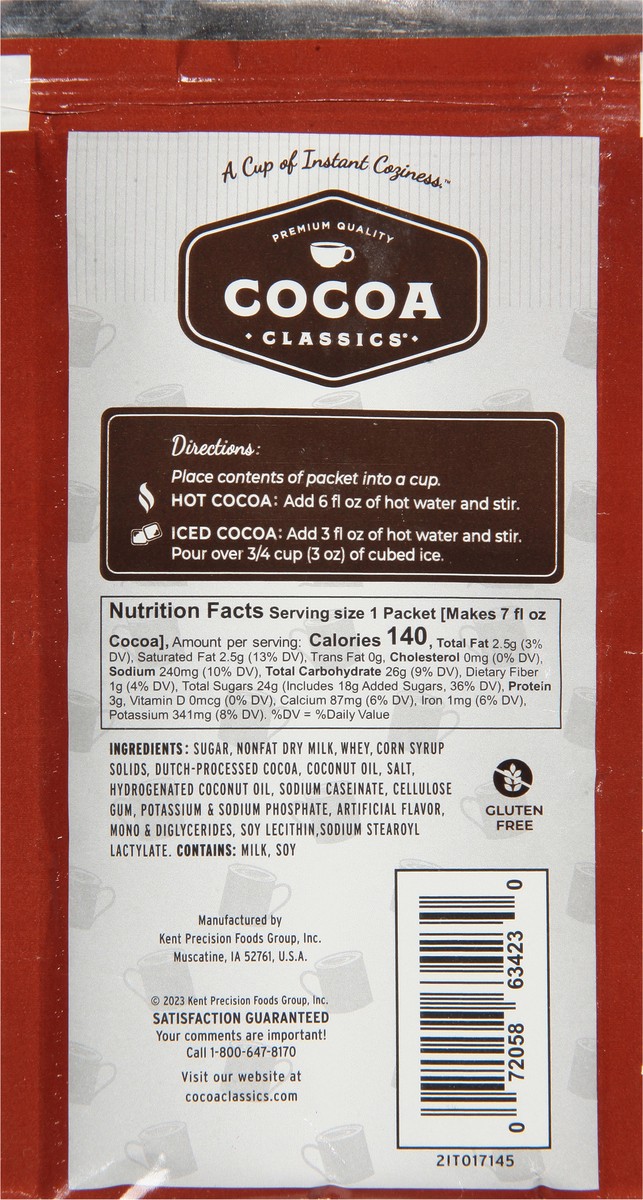 A Cup of Instant Coziness.™
PREMIUM QUALITY
COCOA
CLASSICS®
Directions:
Place contents of packet into a cup.
HOT COCOA: Add 6 fl oz of hot water and stir.
ICED COCOA: Add 3 fl oz of hot water and stir.
Pour over 3/4 cup (3 oz) of cubed ice.
Nutrition Facts Serving size 1 Packet [Makes 7 fl oz
Cocoa], Amount per serving: Calories 140, Total Fat 2.5g (3%
DV), Saturated Fat 2.5g (13% DV), Trans Fat 0g, Cholesterol 0mg (0% DV),
Sodium 240mg (10% DV), Total Carbohydrate 26g (9% DV), Dietary Fiber
1g (4% DV), Total Sugars 24g (Includes 18g Added Sugars, 36% DV), Protein
3g, Vitamin D 0mcg (0% DV), Calcium 87mg (6% DV), Iron 1mg (6% DV),
Potassium 341mg (8% DV). %DV = %Daily Value
INGREDIENTS: SUGAR, NONFAT DRY MILK, WHEY, CORN SYRUP
SOLIDS, DUTCH-PROCESSED COCOA, COCONUT OIL, SALT,
HYDROGENATED COCONUT OIL, SODIUM CASEINATE, CELLULOSE
GUM, POTASSIUM & SODIUM PHOSPHATE, ARTIFICIAL FLAVOR,
MONO & DIGLYCERIDES, SOY LECITHIN,SODIUM STEAROYL
LACTYLATE. CONTAINS: MILK, SOY
GLUTEN
FREE
Manufactured by
Kent Precision Foods Group, Inc.
Muscatine, IA 52761, U.S.A.
© 2023 Kent Precision Foods Group, Inc.
SATISFACTION GUARANTEED
Your comments are important!
Call 1-800-647-8170
Visit our website at
cocoaclassics.com
0 72058 63423 0
2IT017145